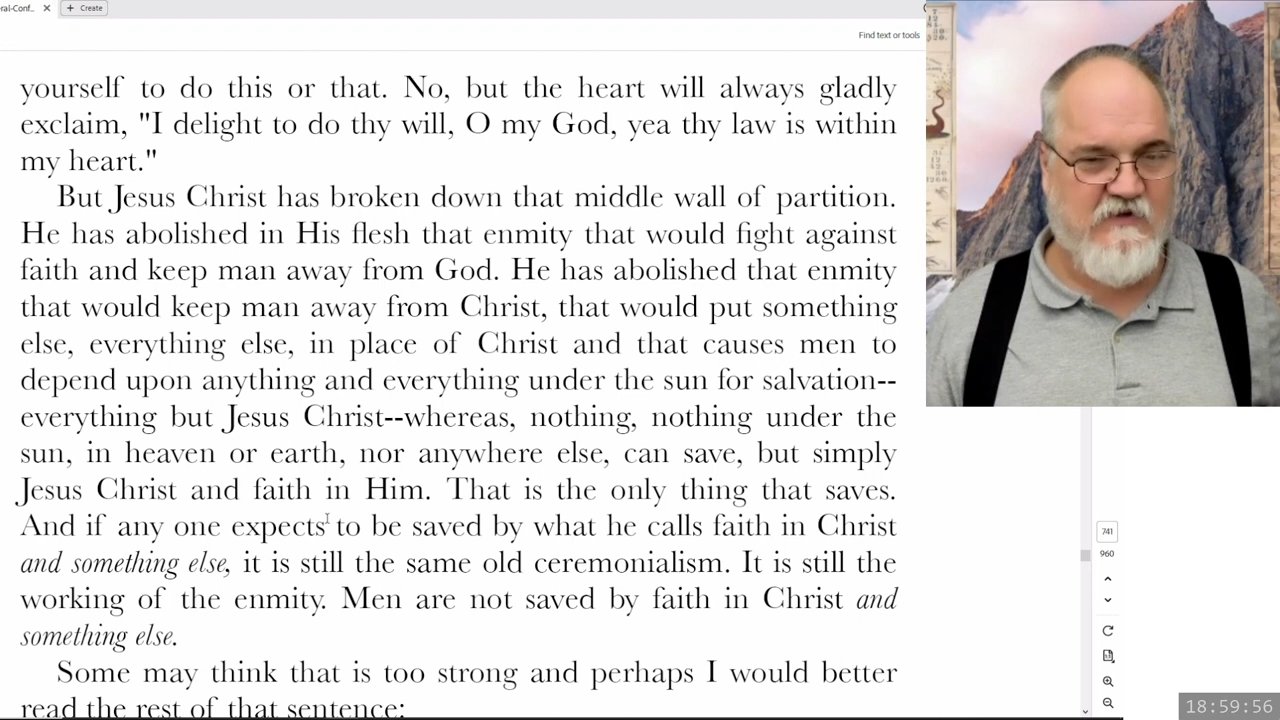 ral-Conf..
Create
Find text or tools
yourself to do this or that. No, but the heart will always gladly
exclaim, "I delight to do thy will, O my God, yea thy law is within
my heart."
But Jesus Christ has broken down that middle wall of partition.
He has abolished in His flesh that enmity that would fight against
faith and keep man away from God. He has abolished that enmity
that would keep man away from Christ, that would put something
else, everything else, in place of Christ and that causes men to
depend upon anything and everything under the sun for salvation--
everything but Jesus Christ--whereas, nothing, nothing under the
sun, in heaven or earth, nor anywhere else, can save, but simply
Jesus Christ and faith in Him. That is the only thing that saves.
And if any one expects to be saved by what he calls faith in Christ
and something else, it is still the same old ceremonialism. It is still the
working of the enmity. Men are not saved by faith in Christ and
something else.
Some may think that is too strong and perhaps I would better
read the rest of that sentence:
741
960
18:59:56